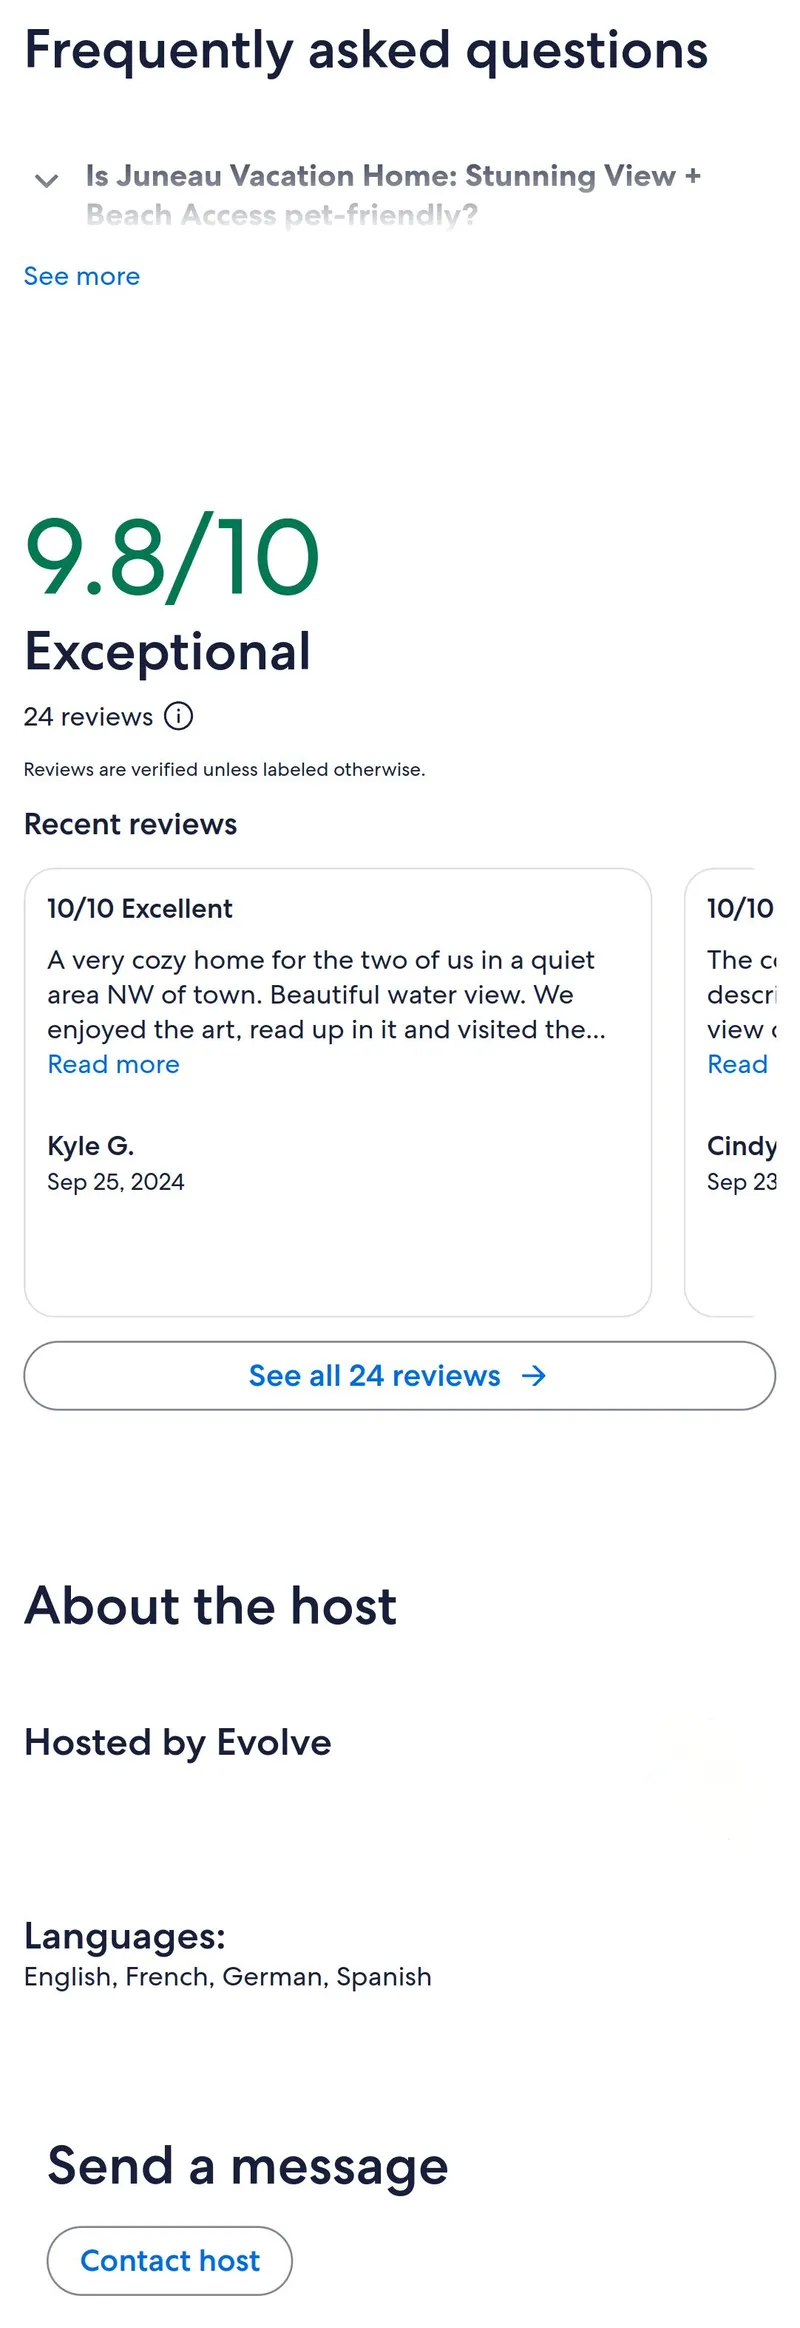 Frequently asked questions
Is Juneau Vacation Home: Stunning View +
Beach Access pet-friendly?
See more
9.8/10
Exceptional
24 reviews
Reviews are verified unless labeled otherwise.
Recent reviews
10/10 Excellent
A very cozy home for the two of us in a quiet
area NW of town. Beautiful water view. We
enjoyed the art, read up in it and visited the...
Read more
Kyle G.
Sep 25, 2024
10/10
The
view
Read
Cindy
Sep 23
See all 24 reviews
About the host
Hosted by Evolve
Languages:
English, French, German, Spanish
Send a message
Contact host